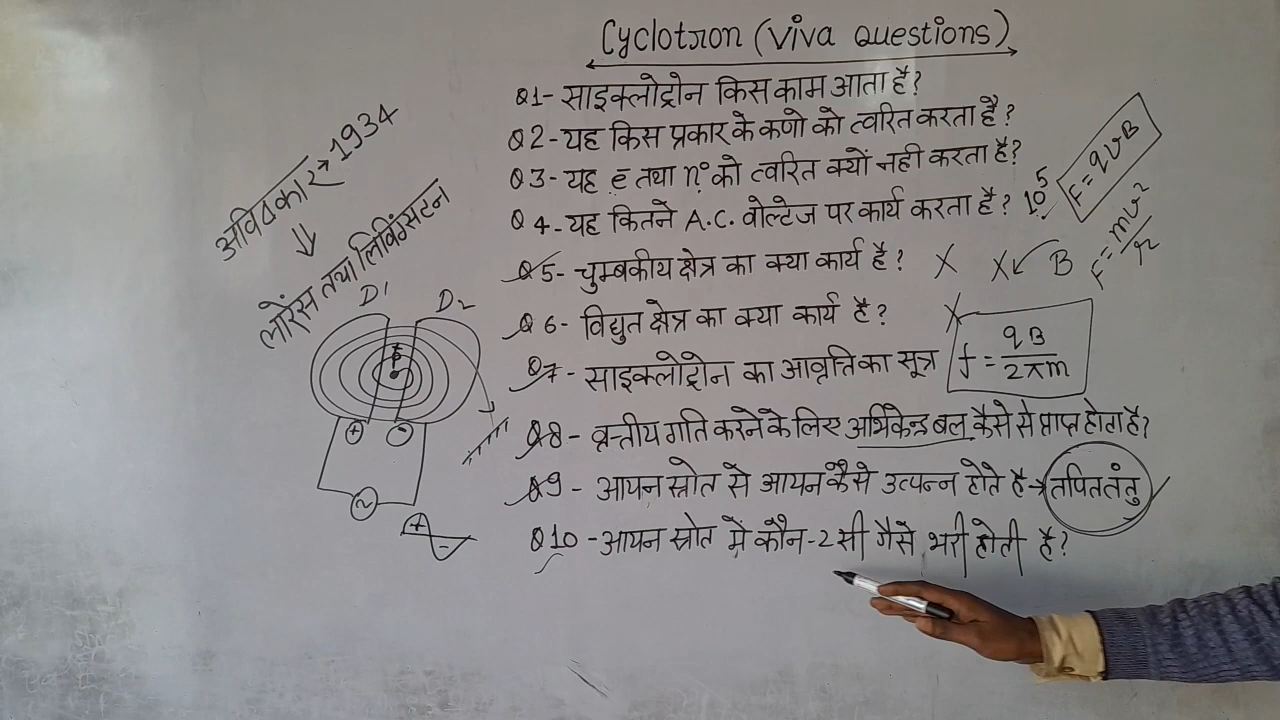 Cyclotron (Viva Questions)
Q1- साइक्लोट्रोन किस काम आता है?
Q2- यह किस प्रकार के कणो को त्वरित करता है?
Q3- यह e̅ तथा n° को त्वरित क्यों नही करता है?
Q4- यह कितने A.C. वोल्टेज पर कार्य करता है? 10⁵
Q5- चुम्बकीय क्षेत्र का क्या कार्य है? X X B
Q6- विद्युत क्षेत्र का क्या कार्य है? X
Q7- साइक्लोट्रोन का आवृत्ति का सूत्र f = qB/2πm
Q8- व्रत्तीय गति करने के लिए अभिकेन्द्र बल कैसे से प्राप्त होता है?
Q9- आयन स्रोत से आयन कैसे उत्पन्न होते है→ तपित तंतु
Q10- आयन स्रोत मे कौन-2 सी गैसे भरी होती है?
F = qvB
F = mv²/r
अविष्कार → 1934
लोरेंस तथा लिविंगसटन
D1 D2
+ -
~
+ -